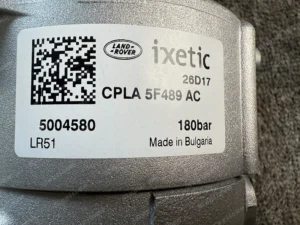 LAND ROVER
ixetic
26D17
CPLA 5F489 AC
5004580
180bar
LR51
Made in Bulgaria